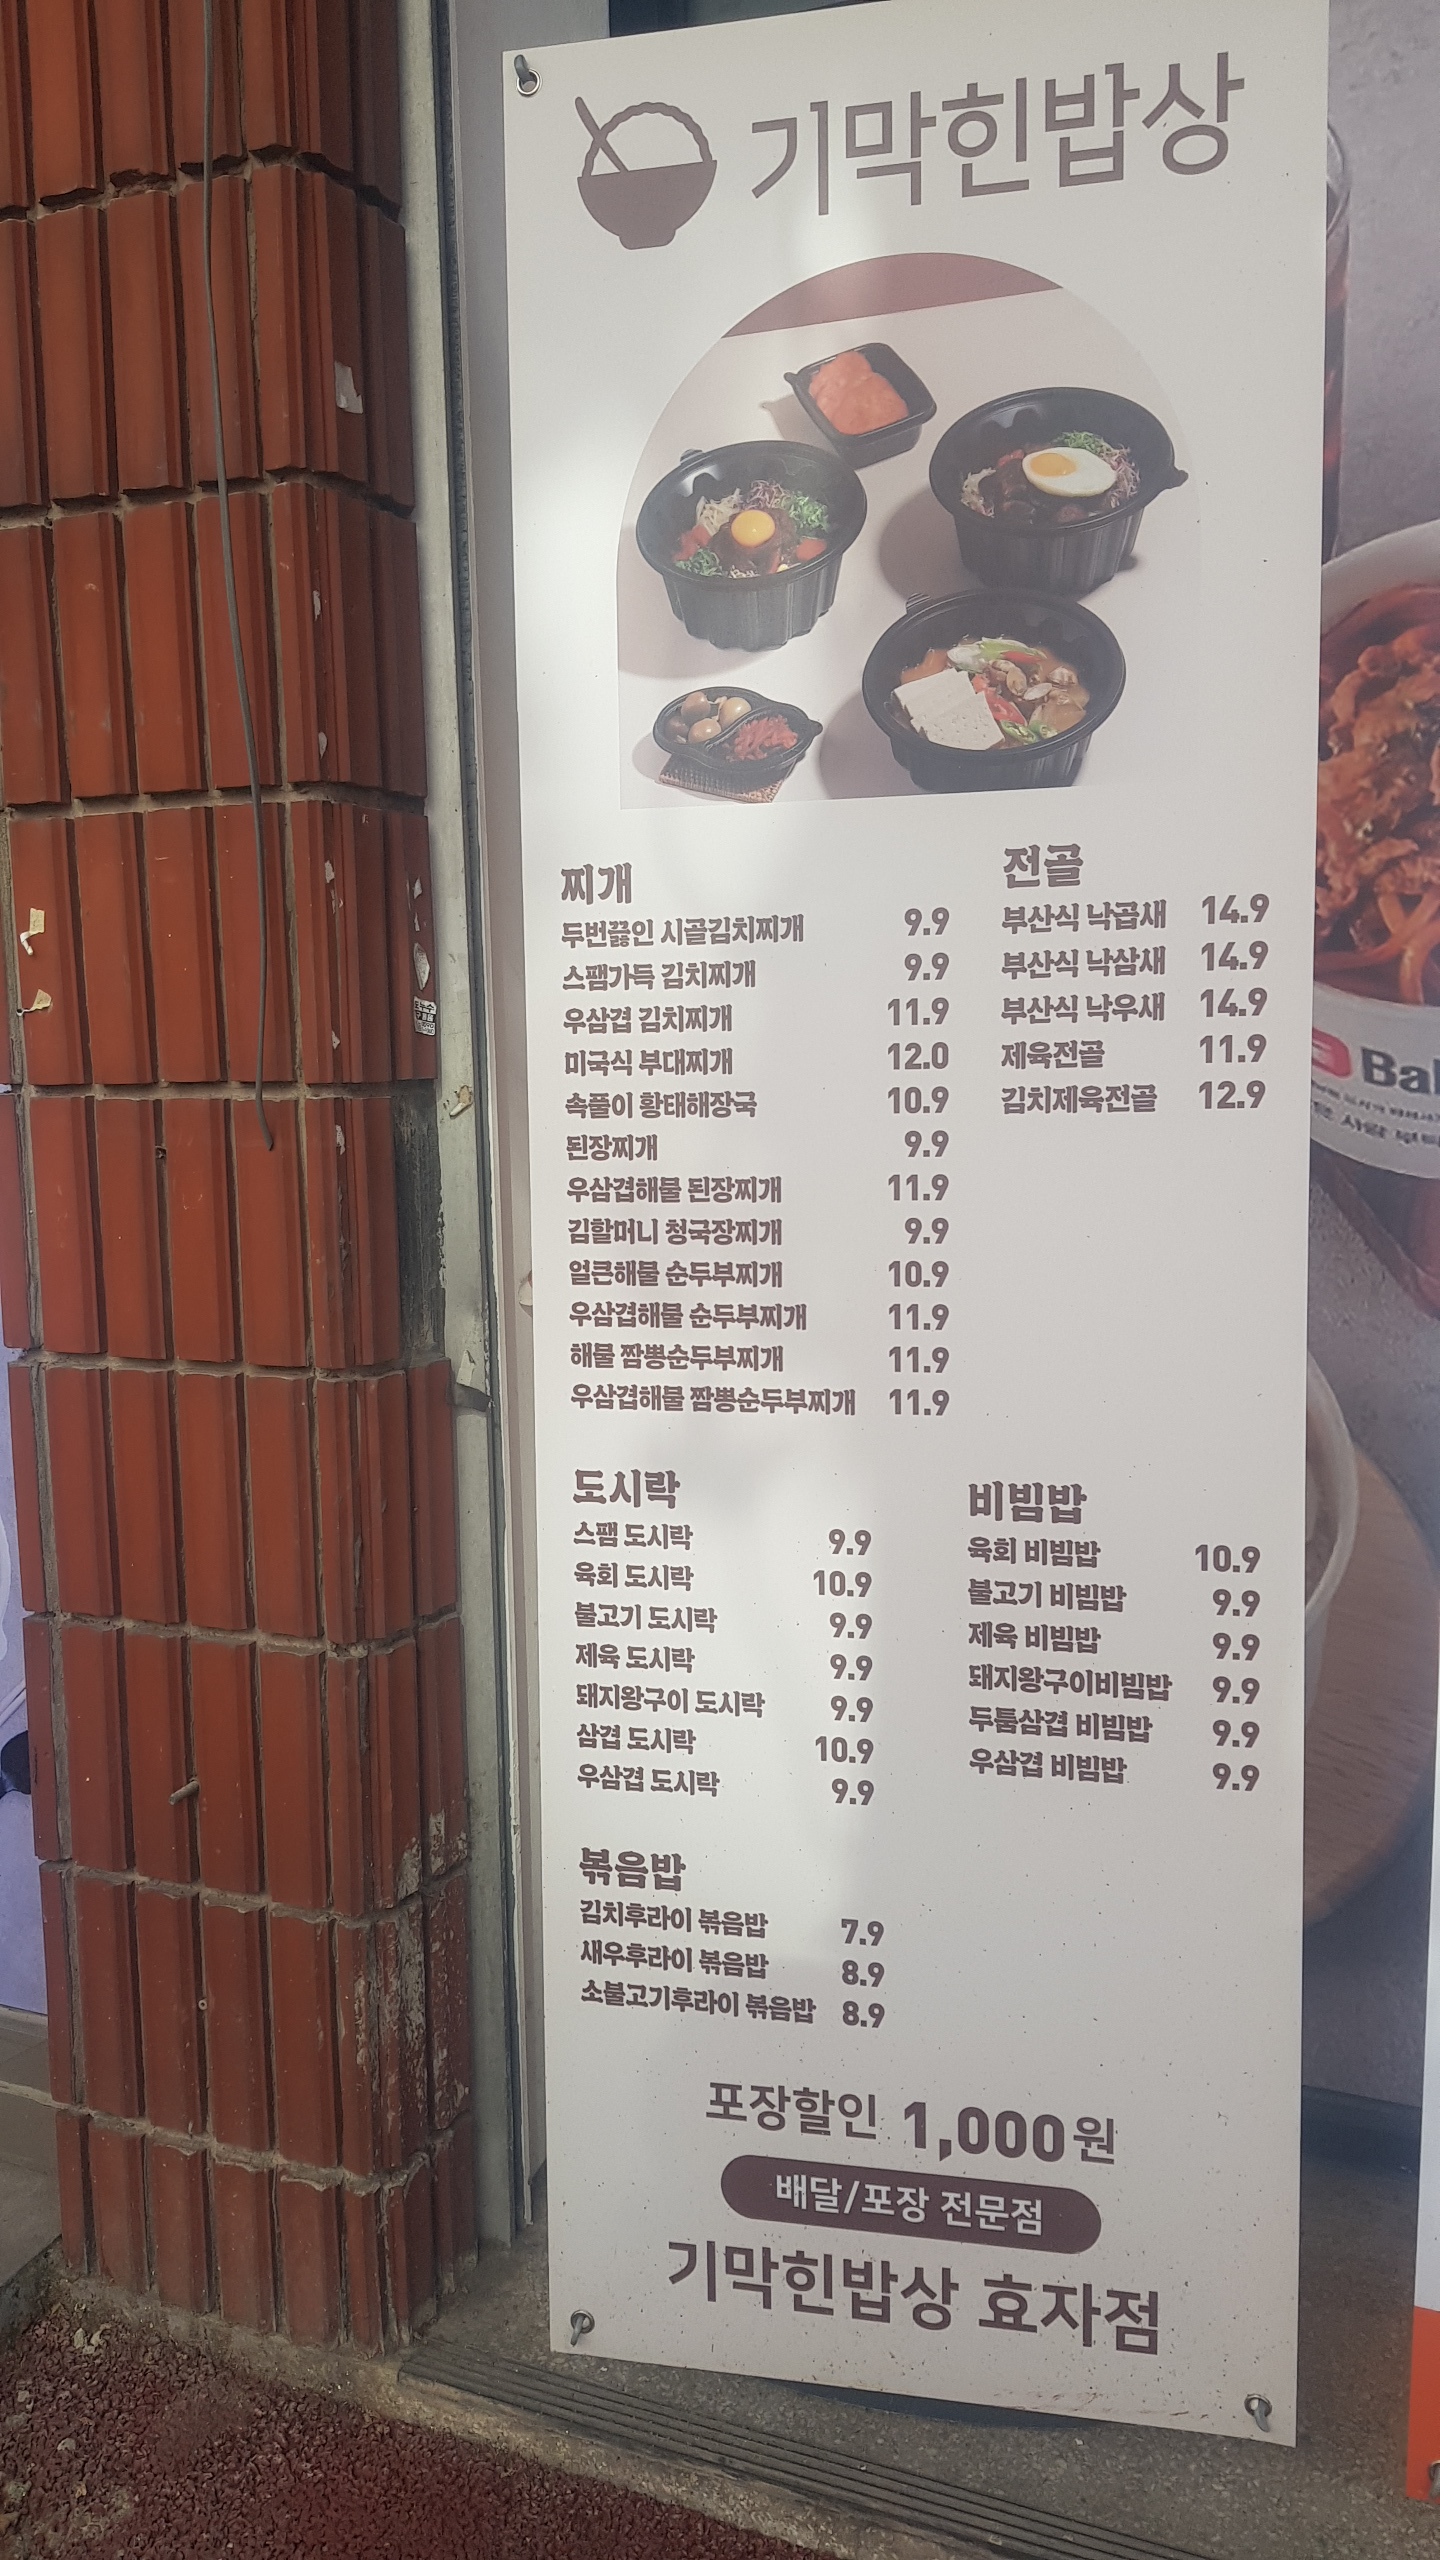 기막힌밥상
찌개
두번끓인 시골김치찌개 9.9
스팸가득 김치찌개 9.9
우삼겹 김치찌개 11.9
미국식 부대찌개 12.0
속풀이 황태해장국 10.9
된장찌개 9.9
우삼겹해물 된장찌개 11.9
김할머니 청국장찌개 9.9
얼큰해물 순두부찌개 10.9
우삼겹해물 순두부찌개 11.9
해물 짬뽕순두부찌개 11.9
우삼겹해물 짬뽕순두부찌개 11.9
전골
부산식 낙곱새 14.9
부산식 낙삼새 14.9
부산식 낙우새 14.9
제육전골 11.9
김치제육전골 12.9
도시락
스팸 도시락 9.9
육회 도시락 10.9
불고기 도시락 9.9
제육 도시락 9.9
돼지왕구이 도시락 9.9
삼겹 도시락 10.9
우삼겹 도시락 9.9
비빔밥
육회 비빔밥 10.9
불고기 비빔밥 9.9
제육 비빔밥 9.9
돼지왕구이비빔밥 9.9
두툼삼겹 비빔밥 9.9
우삼겹 비빔밥 9.9
볶음밥
김치후라이 볶음밥 7.9
새우후라이 볶음밥 8.9
소불고기후라이 볶음밥 8.9
포장할인 1,000원
배달/포장 전문점
기막힌밥상 효자점
Bal